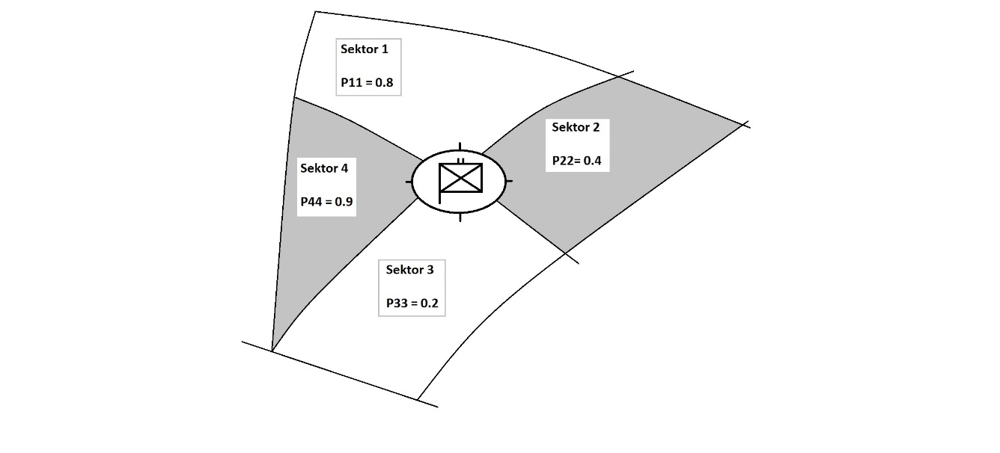 Sektor 1
P11 = 0.8
Sektor 2
P22= 0.4
Sektor 4
P44 = 0.9
Sektor 3
P33 = 0.2